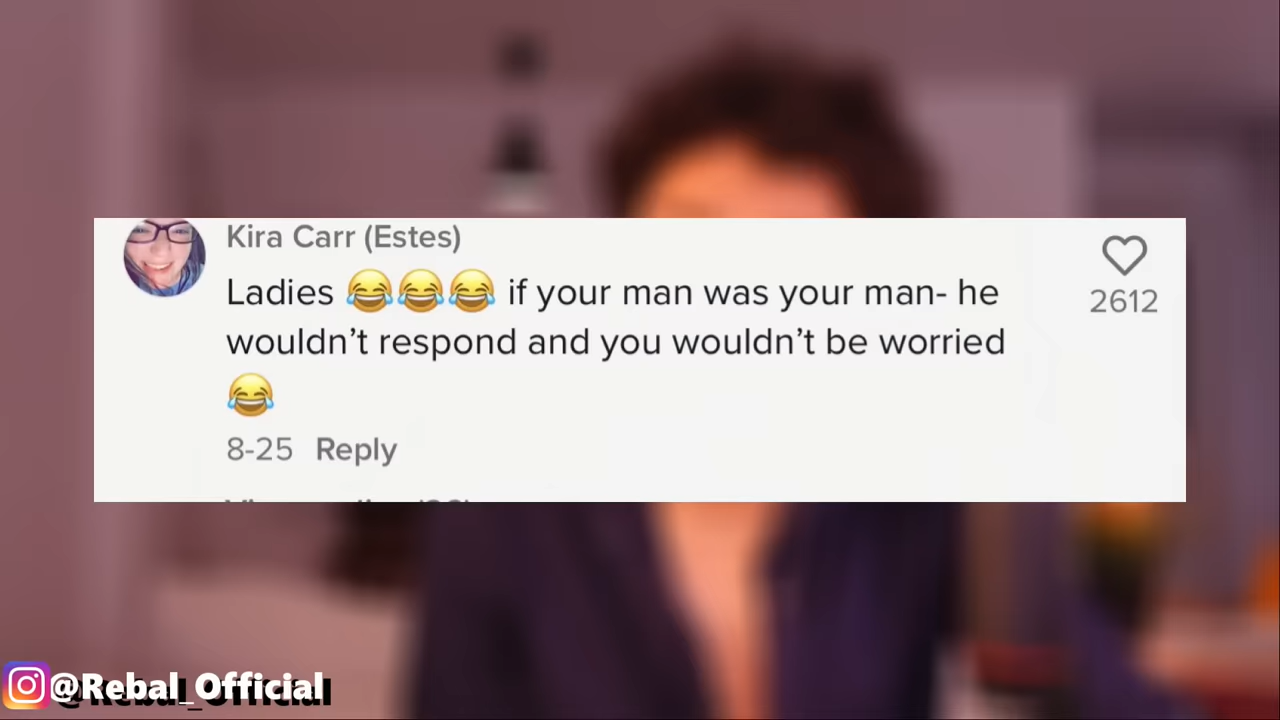 Kira Carr (Estes)
Ladies 😂😂😂 if your man was your man- he
wouldn’t respond and you wouldn’t be worried
😂
2612
8-25 Reply
@Rebal_Official